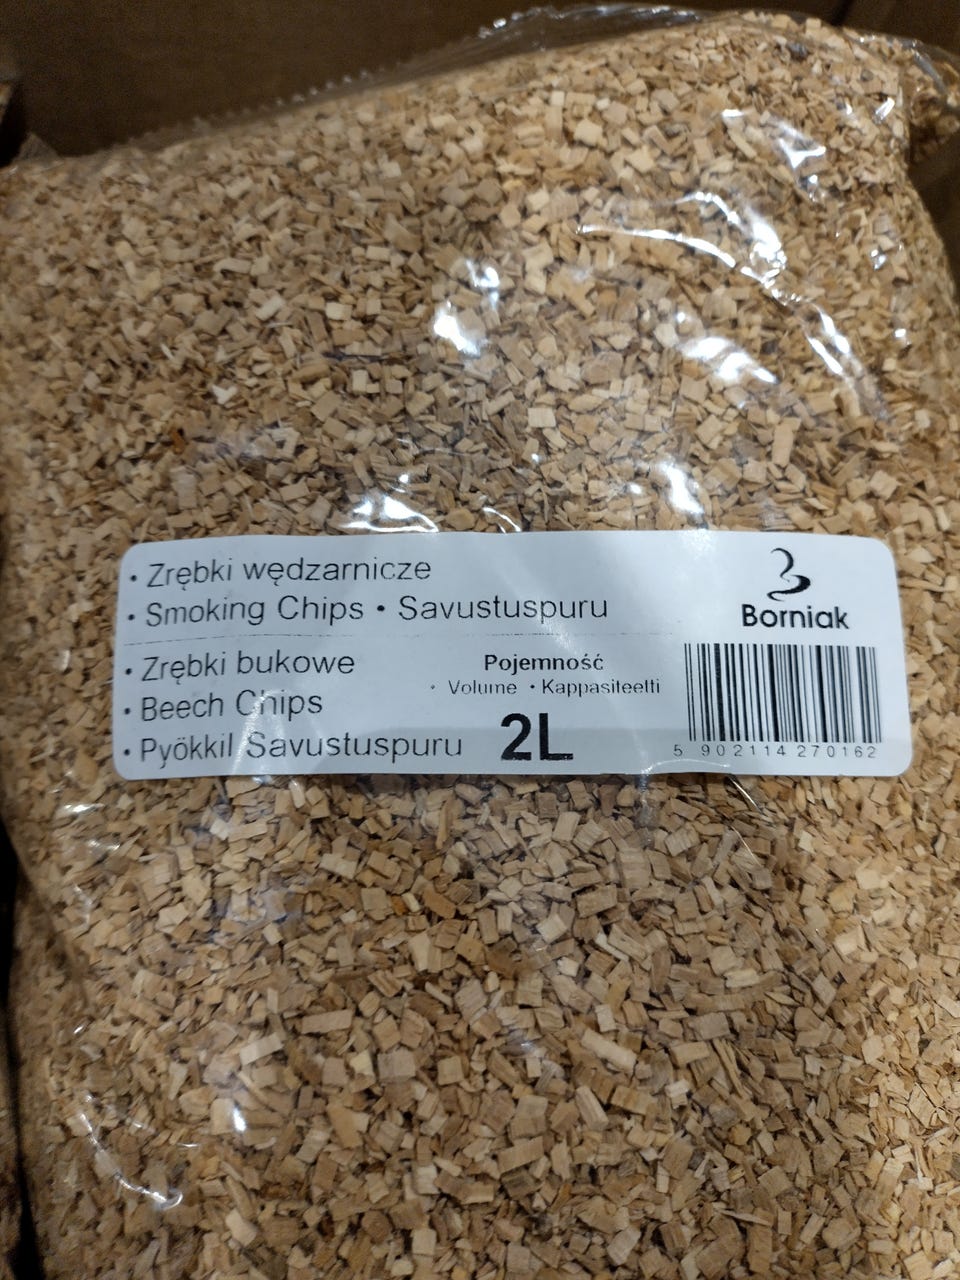 • Zrębki wędzarnicze
• Smoking Chips • Savustuspuru
Borniak
• Zrębki bukowe
• Beech Chips
• Pyökkil Savustuspuru
Pojemność
• Volume • Kappasiteetti
2L
5 902114 270162